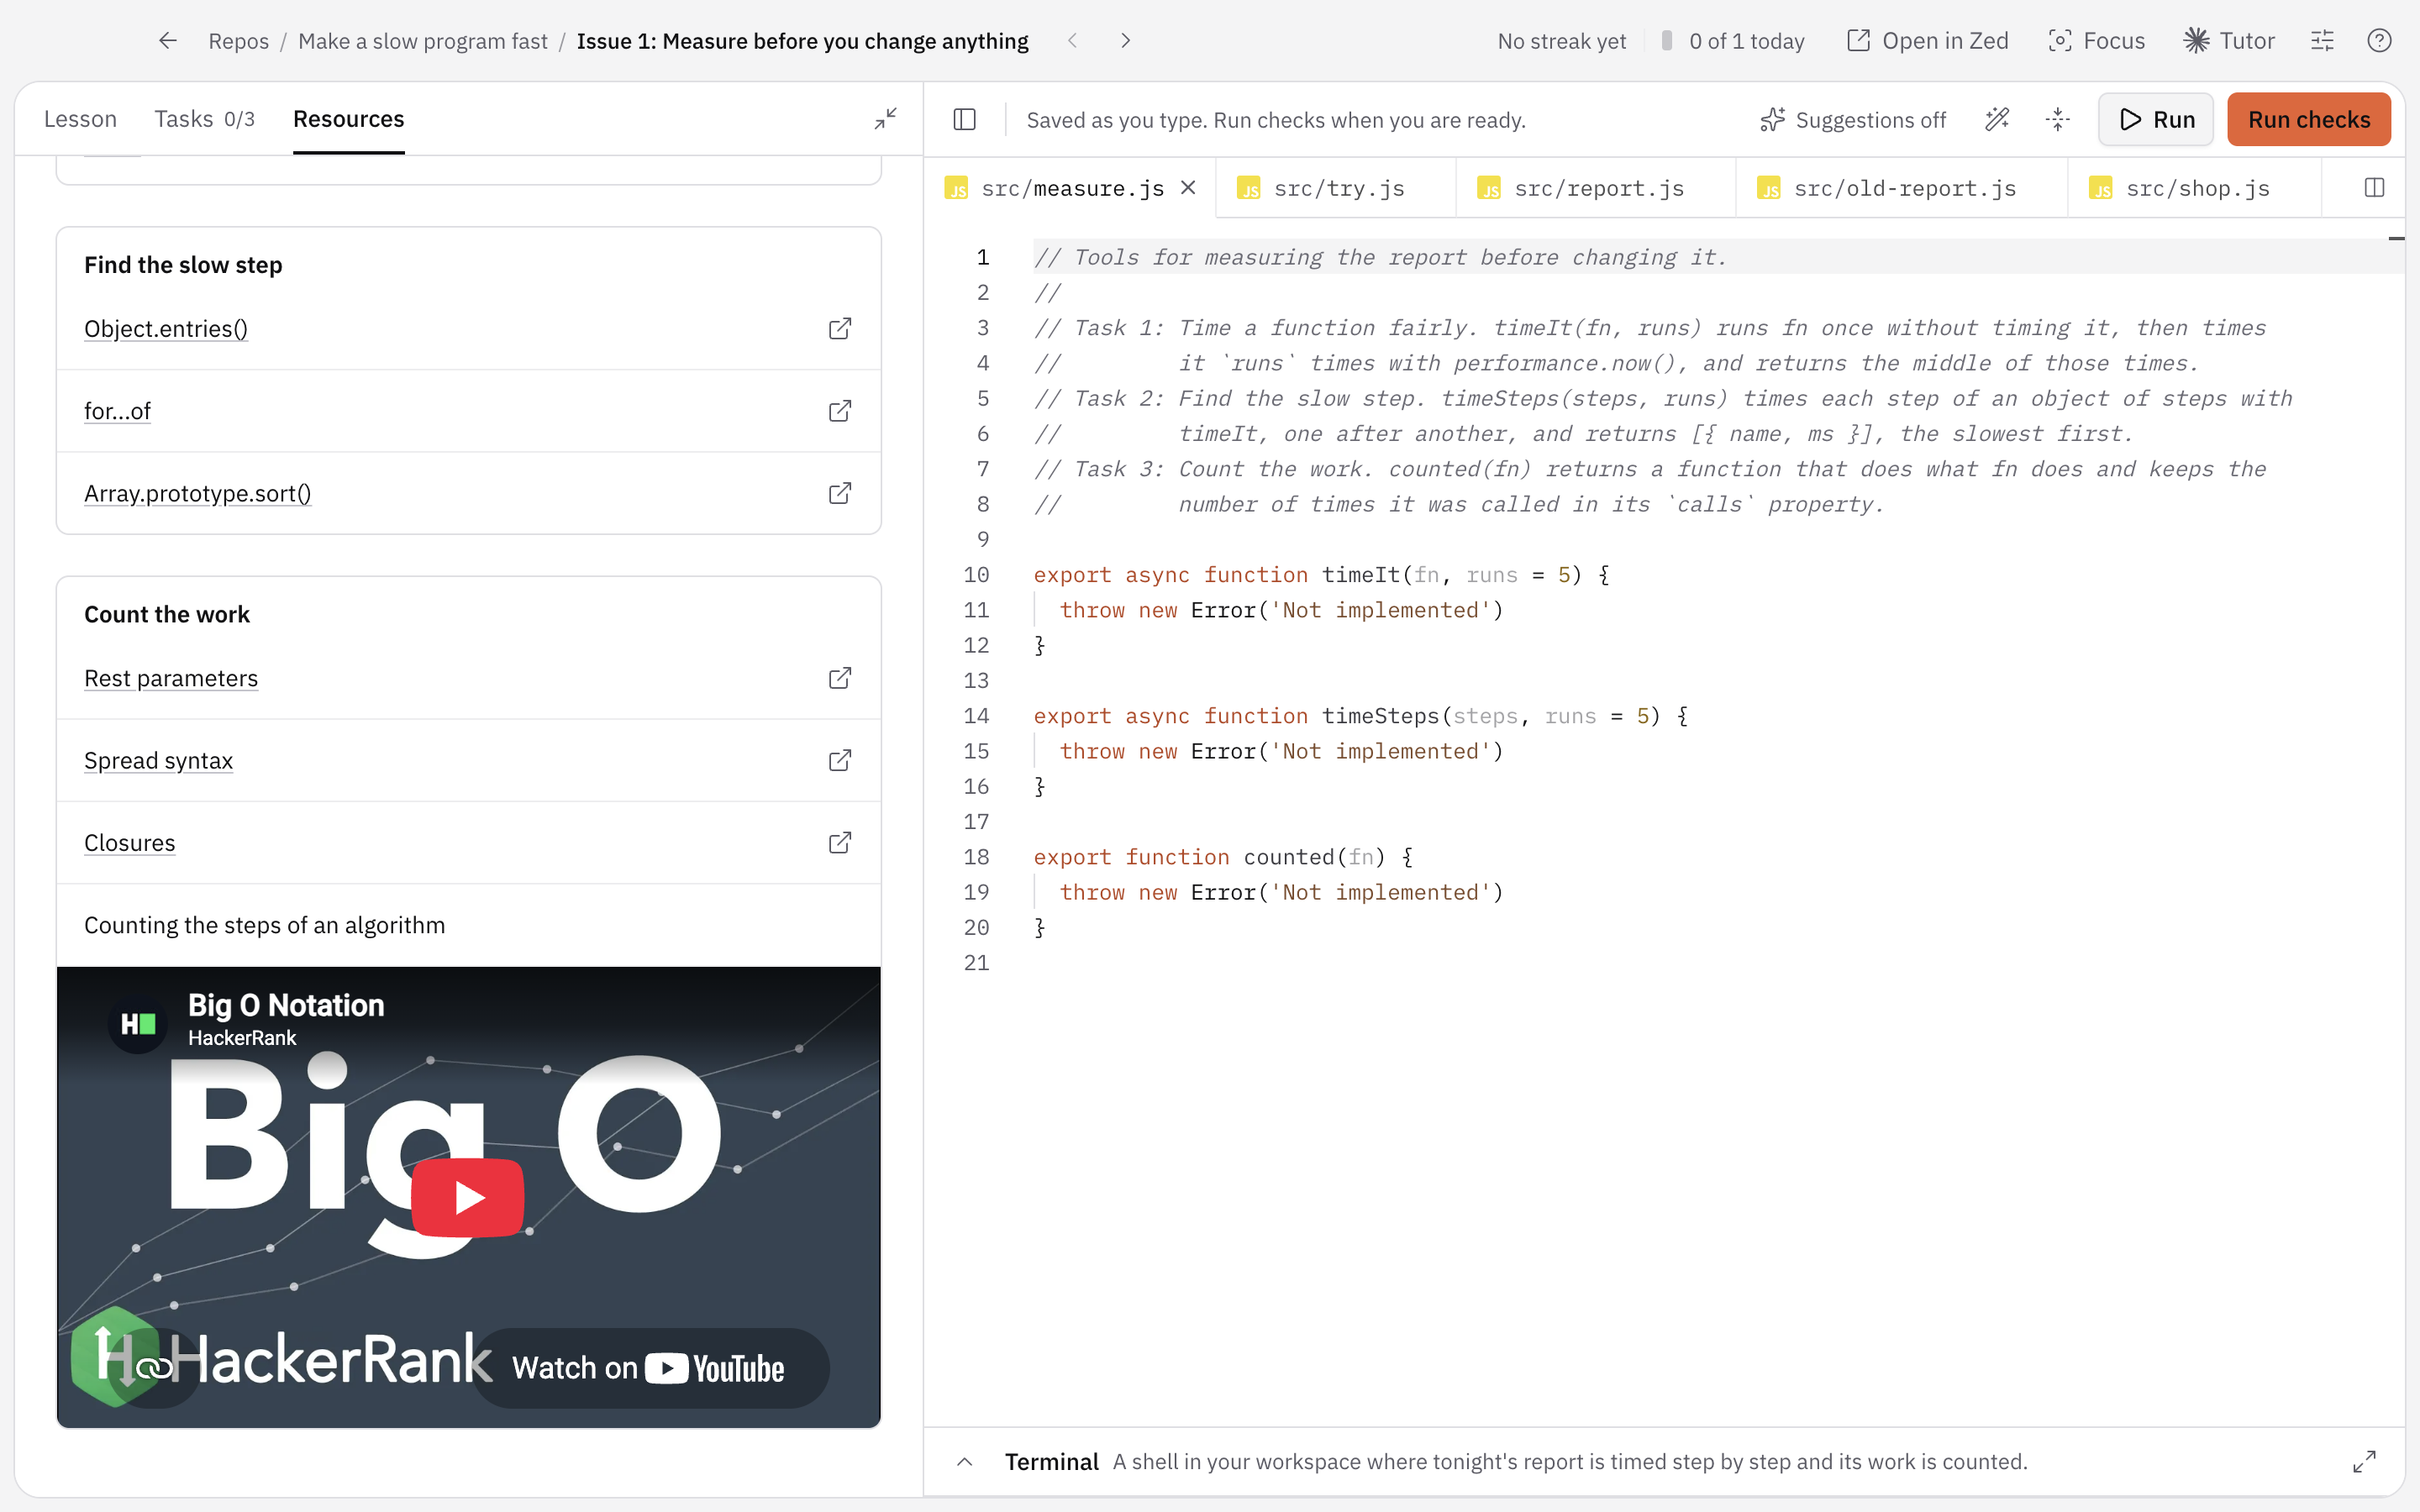 Repos / Make a slow program fast / Issue 1: Measure before you change anything
No streak yet
0 of 1 today
Open in Zed
Focus
Tutor
Lesson
Tasks 0/3
Resources
Find the slow step
Object.entries()
for...of
Array.prototype.sort()
Count the work
Rest parameters
Spread syntax
Closures
Counting the steps of an algorithm
Big O Notation
HackerRank
Big O
HackerRank
Watch on YouTube
Saved as you type. Run checks when you are ready.
Suggestions off
Run
Run checks
JS src/measure.js
JS src/try.js
JS src/report.js
JS src/old-report.js
JS src/shop.js
1 // Tools for measuring the report before changing it.
2 //
3 // Task 1: Time a function fairly. timeIt(fn, runs) runs fn once without timing it, then times
4 //         it `runs` times with performance.now(), and returns the middle of those times.
5 // Task 2: Find the slow step. timeSteps(steps, runs) times each step of an object of steps with
6 //         timeIt, one after another, and returns [{ name, ms }], the slowest first.
7 // Task 3: Count the work. counted(fn) returns a function that does what fn does and keeps the
8 //         number of times it was called in its `calls` property.
9
10 export async function timeIt(fn, runs = 5) {
11   throw new Error('Not implemented')
12 }
13
14 export async function timeSteps(steps, runs = 5) {
15   throw new Error('Not implemented')
16 }
17
18 export function counted(fn) {
19   throw new Error('Not implemented')
20 }
21
Terminal A shell in your workspace where tonight's report is timed step by step and its work is counted.